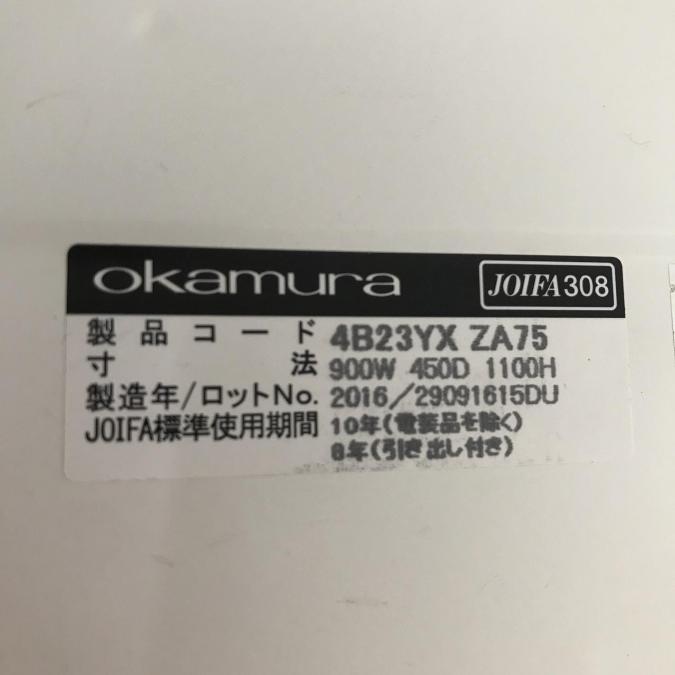 okamura JOIFA308
製品コード 4B23YX ZA75
寸法 900W 450D 1100H
製造年/ロットNo. 2016/29091615DU
JOIFA標準使用期間 10年(電装品を除く)
8年(引き出し付き)